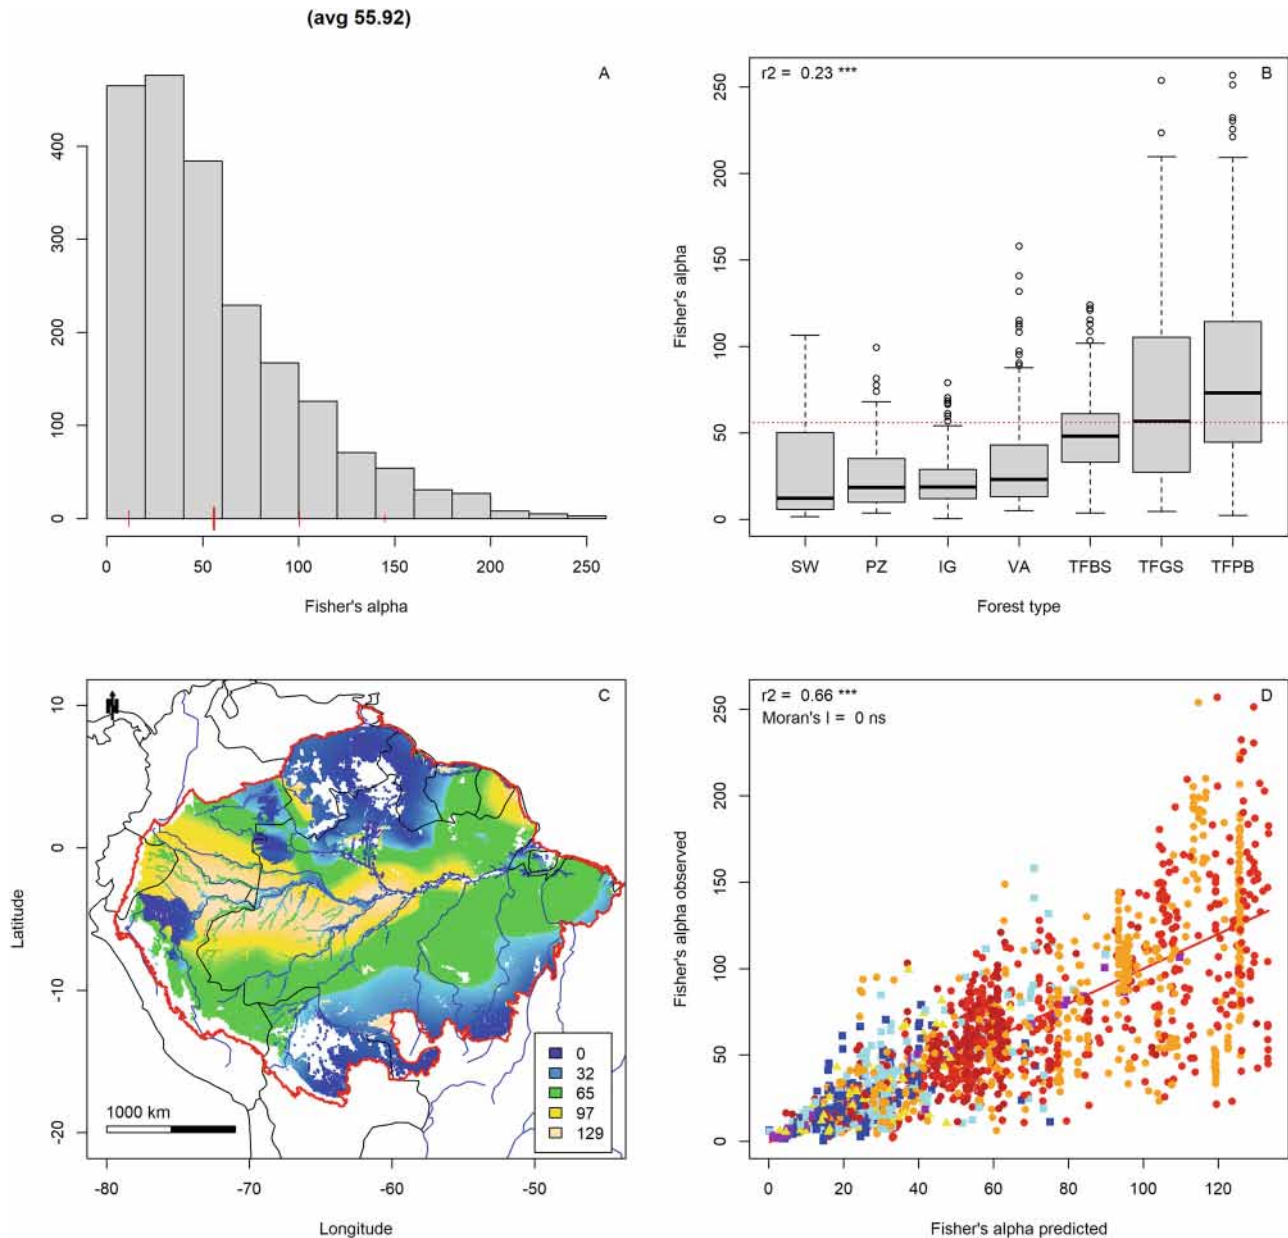 (avg 55.92)
A
400
300
200
100
0
0 50 100 150 200 250
Fisher's alpha
r2 = 0.23 ***
B
250
200
150
100
50
0
Fisher's alpha
SW PZ IG VA TFBS TFGS TFPB
Forest type
C
N
10
0
-10
-20
Latitude
0
32
65
97
129
1000 km
-80 -70 -60 -50
Longitude
r2 = 0.66 ***
Moran's I = 0 ns
D
250
200
150
100
50
0
Fisher's alpha observed
0 20 40 60 80 100 120
Fisher's alpha predicted